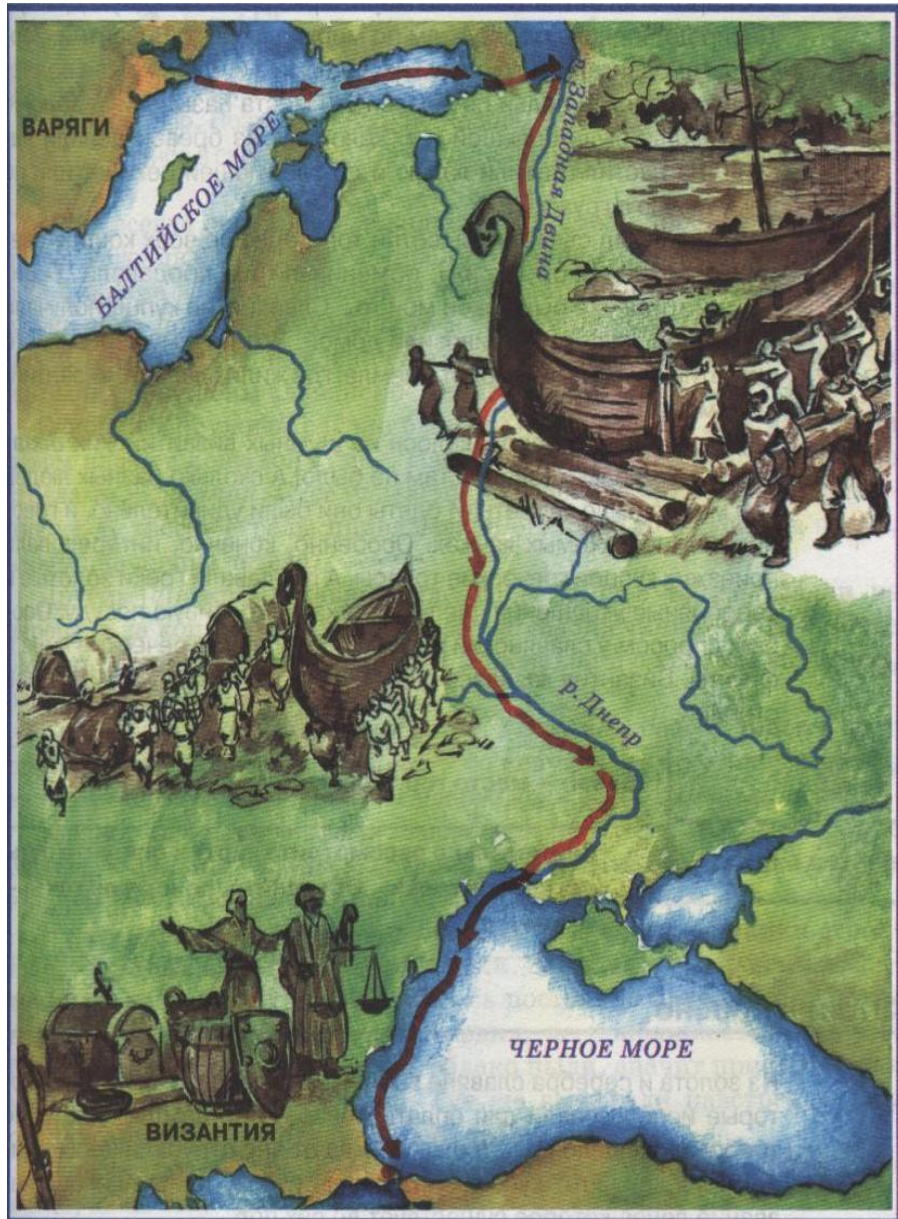 ВАРЯГИ
БАЛТИЙСКОЕ МОРЕ
р. Западная Двина
р. Днепр
ЧЕРНОЕ МОРЕ
ВИЗАНТИЯ